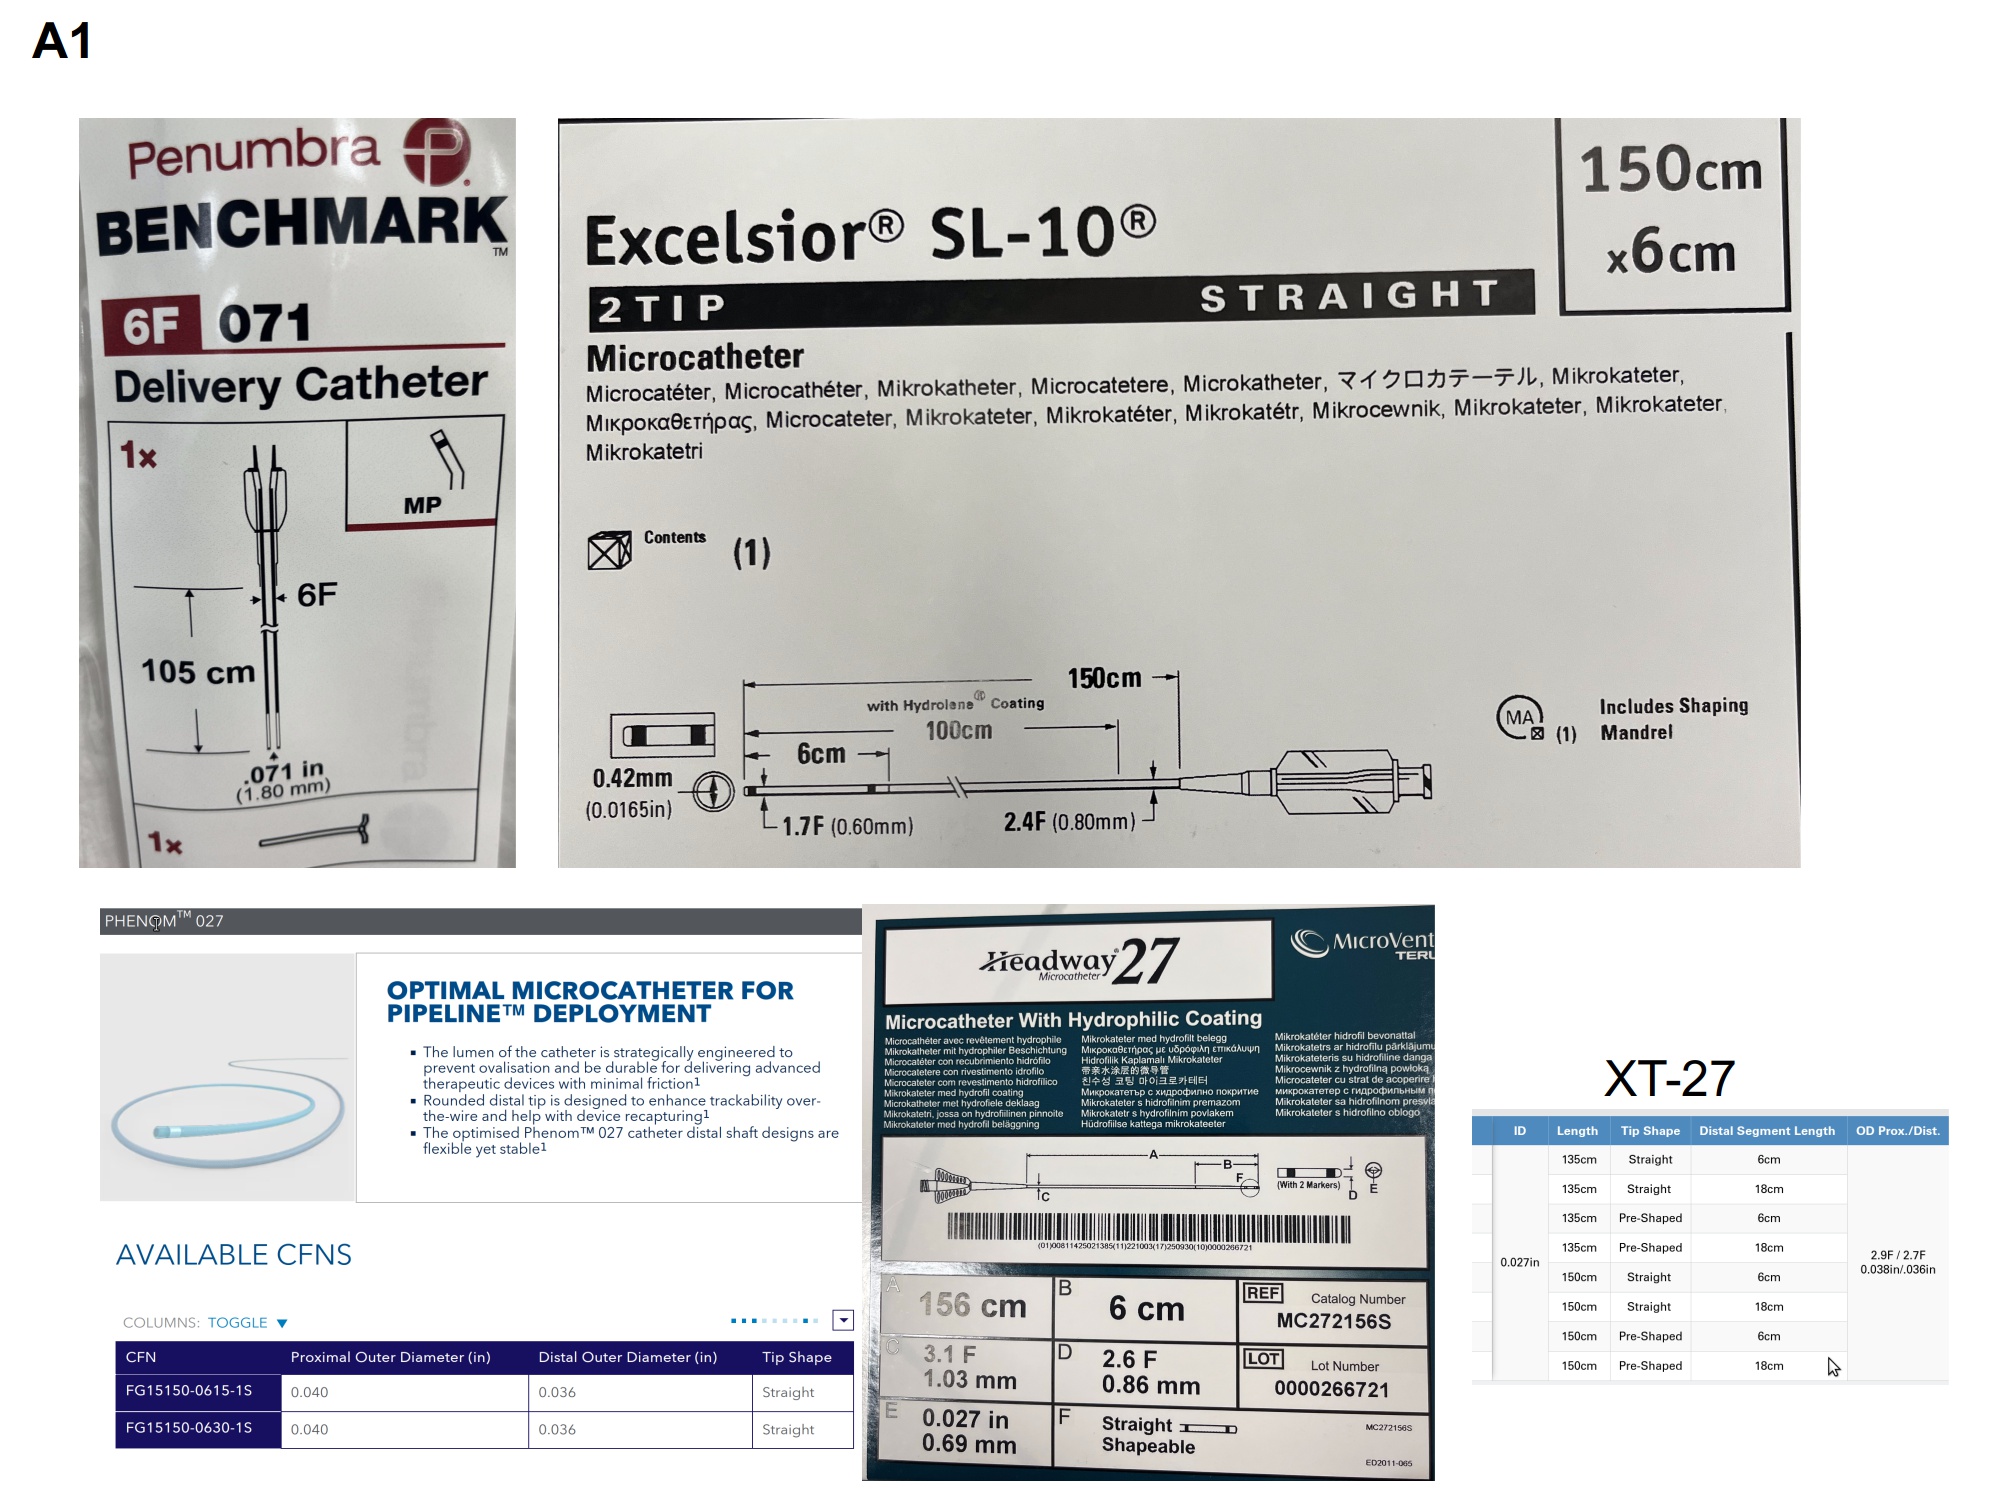 A1
Penumbra
BENCHMARK™
6F 071
Delivery Catheter
1x
MP
6F
105 cm
.071 in
(1.80 mm)
1x
150cm
x6cm
Excelsior® SL-10®
2 TIP STRAIGHT
Microcatheter
Microcatéter, Microcathéter, Mikrokatheter, Microcatetere, Microkatheter, マイクロカテーテル, Mikrokateter,
Μικροκαθετήρας, Microcateter, Mikrokateter, Mikrokatéter, Mikrokatétr, Mikrocewnik, Mikrokateter, Mikrokateter,
Mikrokatetri
Contents (1)
150cm
with Hydrolene® Coating
100cm
6cm
0.42mm
(0.0165in)
1.7F (0.60mm)
2.4F (0.80mm)
MA (1)
Includes Shaping
Mandrel
PHENOM™ 027
OPTIMAL MICROCATHETER FOR
PIPELINE™ DEPLOYMENT
▪ The lumen of the catheter is strategically engineered to
prevent ovalisation and be durable for delivering advanced
therapeutic devices with minimal friction¹
▪ Rounded distal tip is designed to enhance trackability over-
the-wire and help with device recapturing¹
▪ The optimised Phenom™ 027 catheter distal shaft designs are
flexible yet stable¹
AVAILABLE CFNS
COLUMNS: TOGGLE ▼
CFN Proximal Outer Diameter (in) Distal Outer Diameter (in) Tip Shape
FG15150-0615-1S 0.040 0.036 Straight
FG15150-0630-1S 0.040 0.036 Straight
Headway® 27
Microcatheter
MICROVENT
TERU
Microcatheter With Hydrophilic Coating
Microcathéter avec revêtement hydrophile
Mikrokatheter mit hydrophiler Beschichtung
Microcatéter con recubrimiento hidrófilo
Microcatetere con rivestimento idrofilo
Microcateter com revestimento hidrofílico
Mikrokateter med hydrofil coating
Microkatheter met hydrofiele deklaag
Mikrokatetri, jossa on hydrofiilinen pinnoite
Mikrokateter med hydrofil beläggning
Mikrokateter med hydrofilt belegg
Μικροκαθετήρας με υδρόφιλη επικάλυψη
Hidrofilik Kaplamalı Mikrokateter
带亲水涂层的微导管
친수성 코팅 마이크로카테터
Микрокатетър с хидрофилно покритие
Mikrokateter s hidrofilnim premazom
Mikrokatetr s hydrofilním povlakem
Hüdrofiilse kattega mikrokateeter
Mikrokatéter hidrofil bevonattal
Mikrokatetrs ar hidrofīlu pārklājumu
Mikrokateteris su hidrofiline danga
Mikrocewnik z hydrofilną powłoką
Microcateter cu strat de acoperire
микрокатетер с гидрофильным
Mikrokateter sa hidrofilnom
Mikrokateter s hidrofilno oblogo
A
B
F
C
(With 2 Markers)
D
E
(01)00811425021385(11)221003(17)250930(10)0000266721
A 156 cm
B 6 cm
REF Catalog Number
MC272156S
C 3.1 F
1.03 mm
D 2.6 F
0.86 mm
LOT Lot Number
0000266721
E 0.027 in
0.69 mm
F Straight
Shapeable
MC272156S
ED2011-065
XT-27
ID Length Tip Shape Distal Segment Length OD Prox./Dist.
135cm Straight 6cm
135cm Straight 18cm
135cm Pre-Shaped 6cm
135cm Pre-Shaped 18cm
0.027in
2.9F / 2.7F
0.038in/.036in
150cm Straight 6cm
150cm Straight 18cm
150cm Pre-Shaped 6cm
150cm Pre-Shaped 18cm